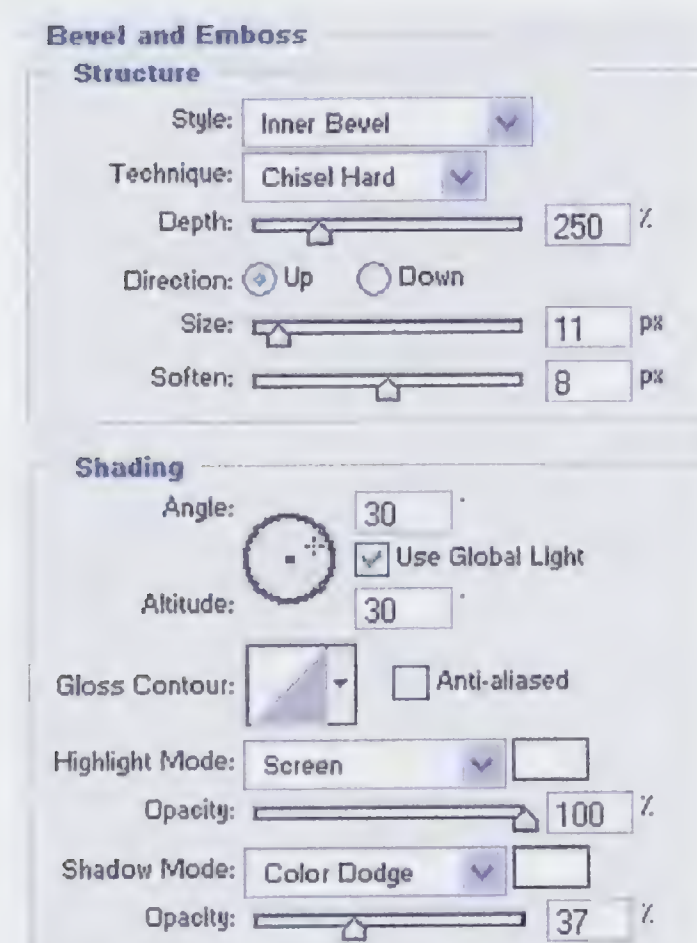 Bevel and Emboss
Structure
Style: Inner Bevel
Technique: Chisel Hard
Depth: 250 %
Direction: Up Down
Size: 11 px
Soften: 8 px
Shading
Angle: 30 °
Use Global Light
Altitude: 30 °
Gloss Contour: Anti-aliased
Highlight Mode: Screen
Opacity: 100 %
Shadow Mode: Color Dodge
Opacity: 37 %